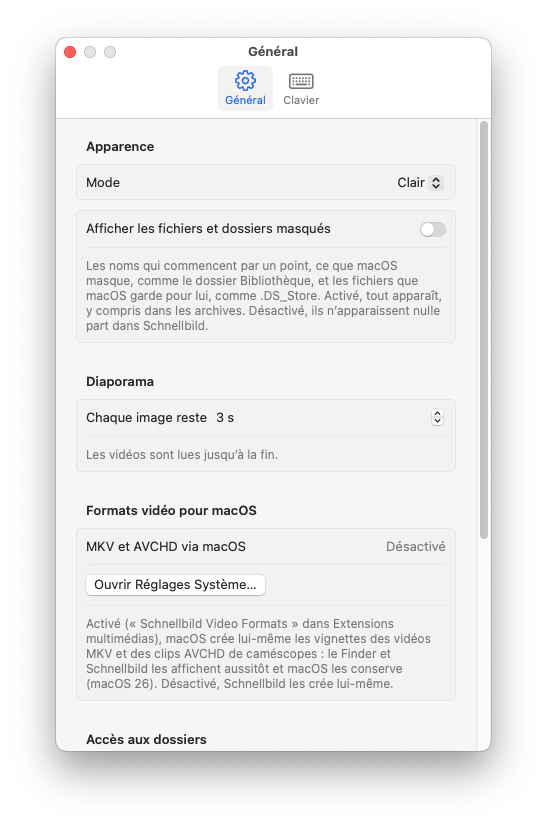 Général
Général
Clavier
Apparence
Mode
Clair
Afficher les fichiers et dossiers masqués
Les noms qui commencent par un point, ce que macOS
masque, comme le dossier Bibliothèque, et les fichiers que
macOS garde pour lui, comme .DS_Store. Activé, tout apparaît,
y compris dans les archives. Désactivé, ils n’apparaissent nulle
part dans Schnellbild.
Diaporama
Chaque image reste 3 s
Les vidéos sont lues jusqu’à la fin.
Formats vidéo pour macOS
MKV et AVCHD via macOS
Désactivé
Ouvrir Réglages Système…
Activé (« Schnellbild Video Formats » dans Extensions
multimédias), macOS crée lui-même les vignettes des vidéos
MKV et des clips AVCHD de caméscopes : le Finder et
Schnellbild les affichent aussitôt et macOS les conserve
(macOS 26). Désactivé, Schnellbild les crée lui-même.
Accès aux dossiers